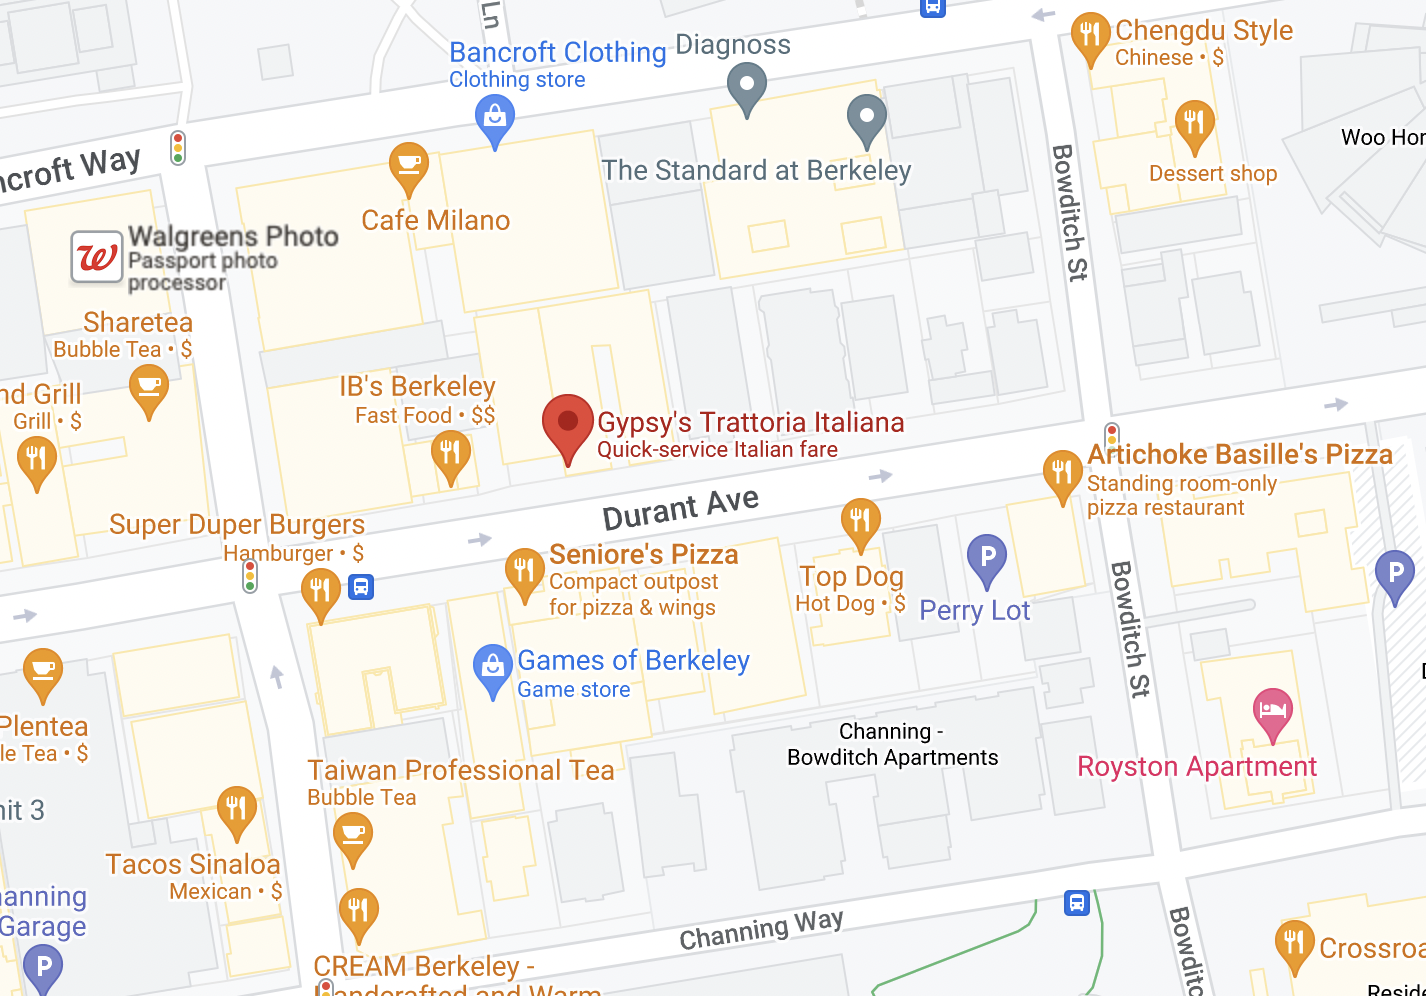 Ln
Bancroft Clothing
Clothing store
Diagnoss
Chengdu Style
Chinese • $
Woo Hor
ncroft Way
The Standard at Berkeley
Bowditch St
Dessert shop
Cafe Milano
W
Walgreens Photo
Passport photo
processor
Sharetea
Bubble Tea • $
nd Grill
Grill • $
IB's Berkeley
Fast Food • $$
Gypsy's Trattoria Italiana
Quick-service Italian fare
Artichoke Basille's Pizza
Standing room-only
pizza restaurant
Durant Ave
Super Duper Burgers
Hamburger • $
Seniore's Pizza
Compact outpost
for pizza & wings
Top Dog
Hot Dog • $
P
Perry Lot
P
Bowditch St
Games of Berkeley
Game store
Plentea
le Tea • $
Channing -
Bowditch Apartments
Royston Apartment
Taiwan Professional Tea
Bubble Tea
nit 3
Tacos Sinaloa
Mexican • $
hanning
Garage
P
Channing Way
Bowditc
Crossroa
CREAM Berkeley -
Handcrafted and Warm
Reside